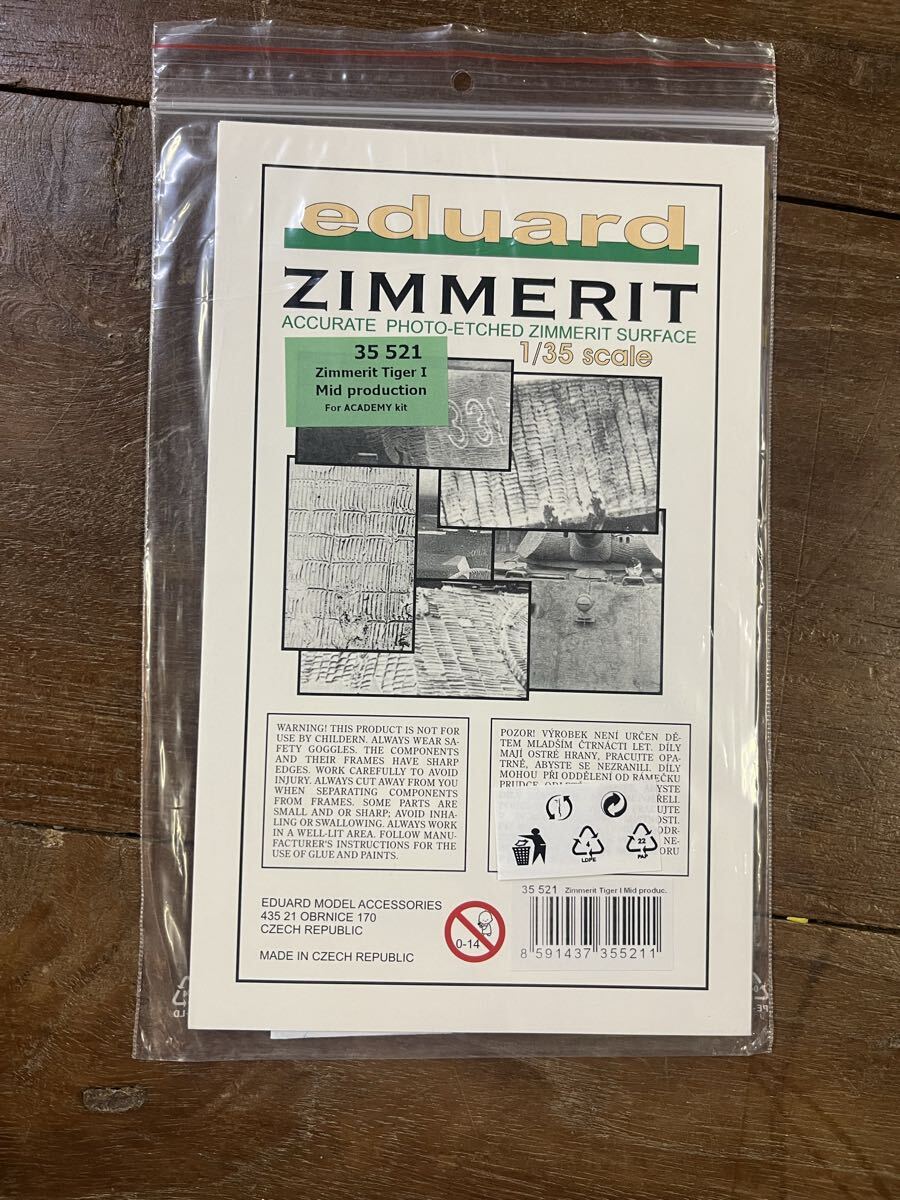 eduard
ZIMMERIT
ACCURATE PHOTO-ETCHED ZIMMERIT SURFACE
1/35 scale
35 521
Zimmerit Tiger I
Mid production
For ACADEMY kit
331
WARNING! THIS PRODUCT IS NOT FOR
USE BY CHILDERN. ALWAYS WEAR SA-
FETY GOGGLES. THE COMPONENTS
AND THEIR FRAMES HAVE SHARP
EDGES. WORK CAREFULLY TO AVOID
INJURY. ALWAYS CUT AWAY FROM YOU
WHEN SEPARATING COMPONENTS
FROM FRAMES. SOME PARTS ARE
SMALL AND OR SHARP; AVOID INHA-
LING OR SWALLOWING. ALWAYS WORK
IN A WELL-LIT AREA. FOLLOW MANU-
FACTURER'S INSTRUCTIONS FOR THE
USE OF GLUE AND PAINTS.
POZOR! VÝROBEK NENÍ URČEN DĚ-
TEM MLADŠÍM ČTRNÁCTI LET. DÍLY
MAJÍ OSTRÉ HRANY, PRACUJTE OPA-
TRNĚ, ABYSTE SE NEZRANILI. DÍLY
MOHOU PŘI ODDĚLENÍ OD RÁMEČKU
PRUDCE
4
LDPE
22
PAP
EDUARD MODEL ACCESSORIES
435 21 OBRNICE 170
CZECH REPUBLIC
MADE IN CZECH REPUBLIC
0-14
35 521 Zimmerit Tiger I Mid produc.
8 591437 355211